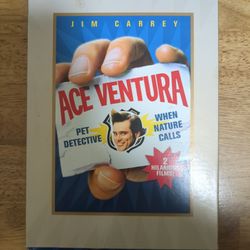 JIM CARREY
ACE VENTURA
PET DETECTIVE
WHEN NATURE CALLS
2
HILARIOUS
FILMS!